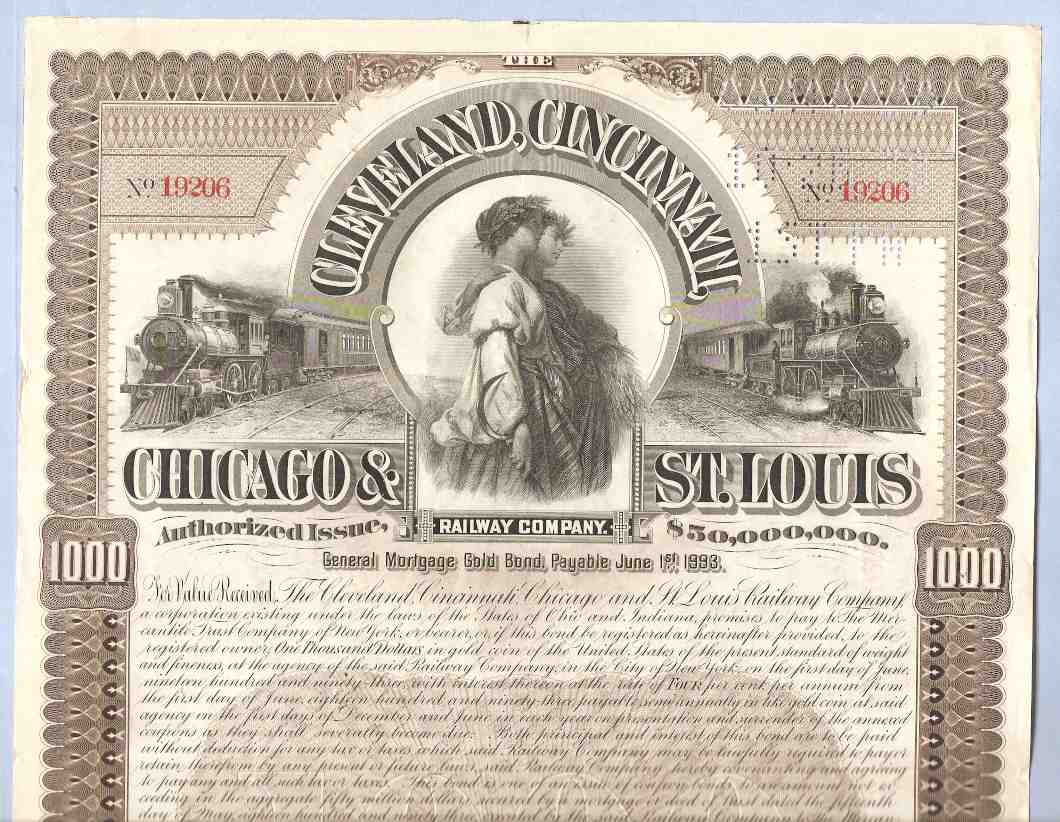 THE
CLEVELAND, CINCINNATI,
No 19206
No 19206
CHICAGO & ST. LOUIS
RAILWAY COMPANY.
Authorized Issue, $50,000,000.
General Mortgage Gold Bond, Payable June 1st 1993.
1000
1000
For Value Received, The Cleveland, Cincinnati, Chicago and St Louis Railway Company
a corporation existing under the laws of the States of Ohio and Indiana, promises to pay to The Mer-
cantile Trust Company of New York, or bearer, or if this bond be registered as hereinafter provided, to the
registered owner, One Thousand Dollars in gold coin of the United States of the present standard of weight
and fineness, at the agency of the said Railway Company, in the City of New York, on the first day of June,
nineteen hundred and ninety three, with interest thereon at the rate of FOUR per cent per annum from
the first day of June, eighteen hundred and ninety three payable semi annually in like gold coin at said
agency on the first days of December and June in each year on presentation and surrender of the annexed
coupons as they shall severally become due. Both principal and interest of this bond are to be paid
without deduction for any tax or taxes which said Railway Company may be required to pay or
retain therefrom by any present or future laws, said Railway Company hereby covenanting and agreeing
to pay any and all such tax or taxes. This bond is one of an issue of bonds amounting to an amount not ex-
ceeding in the aggregate fifty million dollars, secured by a mortgage or deed of trust dated the
day of May, eighteen hundred and